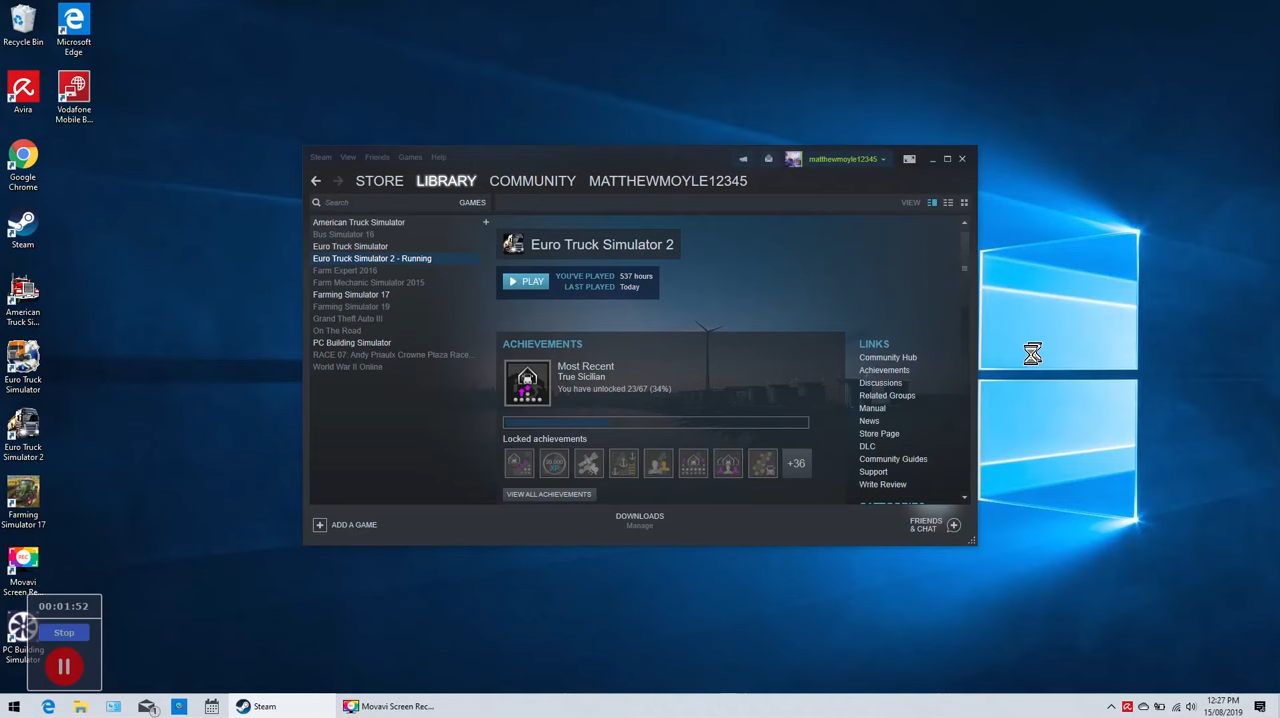 Recycle Bin
Microsoft
Edge
Avira
Vodafone
Mobile B...
Google
Chrome
Steam
American
Truck Si...
Euro Truck
Simulator
Euro Truck
Simulator 2
Farming
Simulator 17
REC
Movavi
Screen Re...
PC Building
Simulator
00:01:52
Stop
Steam View Friends Games Help
matthewmoyle12345
STORE LIBRARY COMMUNITY MATTHEWMOYLE12345
Search GAMES
VIEW
American Truck Simulator
Bus Simulator 16
Euro Truck Simulator
Euro Truck Simulator 2 - Running
Farm Expert 2016
Farm Mechanic Simulator 2015
Farming Simulator 17
Farming Simulator 19
Grand Theft Auto III
On The Road
PC Building Simulator
RACE 07: Andy Priaulx Crowne Plaza Race...
World War II Online
Euro Truck Simulator 2
PLAY
YOU'VE PLAYED 537 hours
LAST PLAYED Today
ACHIEVEMENTS
Most Recent
True Sicilian
You have unlocked 23/67 (34%)
Locked achievements
+36
VIEW ALL ACHIEVEMENTS
LINKS
Community Hub
Achievements
Discussions
Related Groups
Manual
News
Store Page
DLC
Community Guides
Support
Write Review
ADD A GAME
DOWNLOADS
Manage
FRIENDS
& CHAT
Steam
Movavi Screen Rec...
12:27 PM
15/08/2019